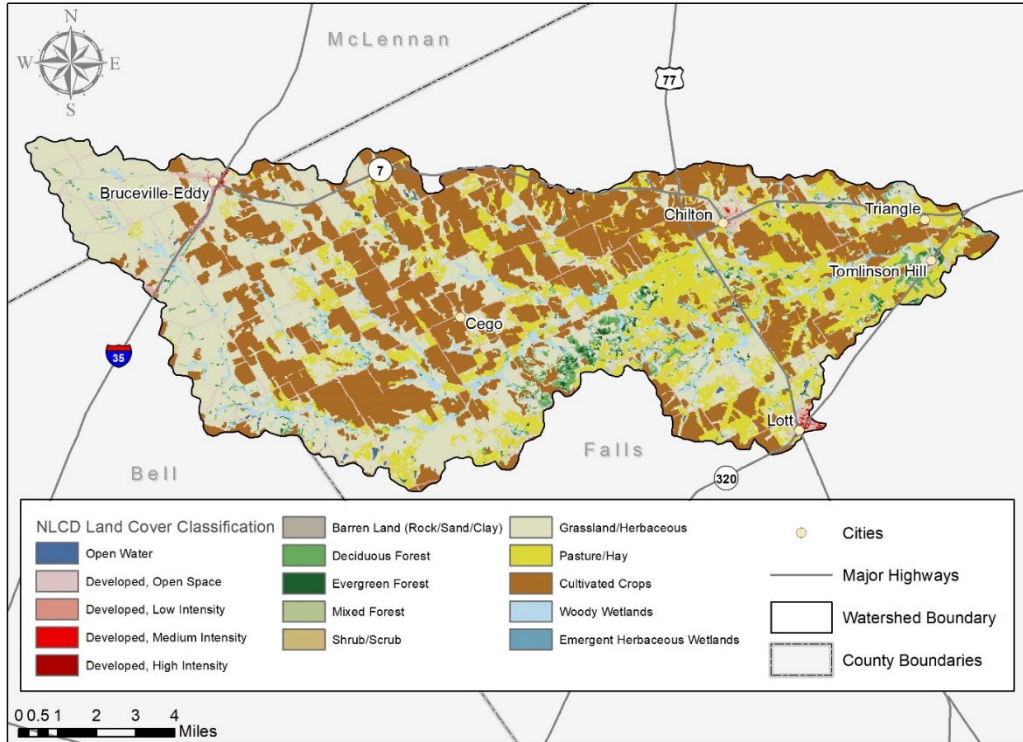 McLennan
N
W
E
S
77
7
Bruceville-Eddy
Chilton
Triangle
Tomlinson Hill
Cego
35
Lott
Bell
Falls
320
NLCD Land Cover Classification
Open Water
Developed, Open Space
Developed, Low Intensity
Developed, Medium Intensity
Developed, High Intensity
Barren Land (Rock/Sand/Clay)
Deciduous Forest
Evergreen Forest
Mixed Forest
Shrub/Scrub
Grassland/Herbaceous
Pasture/Hay
Cultivated Crops
Woody Wetlands
Emergent Herbaceous Wetlands
Cities
Major Highways
Watershed Boundary
County Boundaries
0 0.5 1 2 3 4
Miles